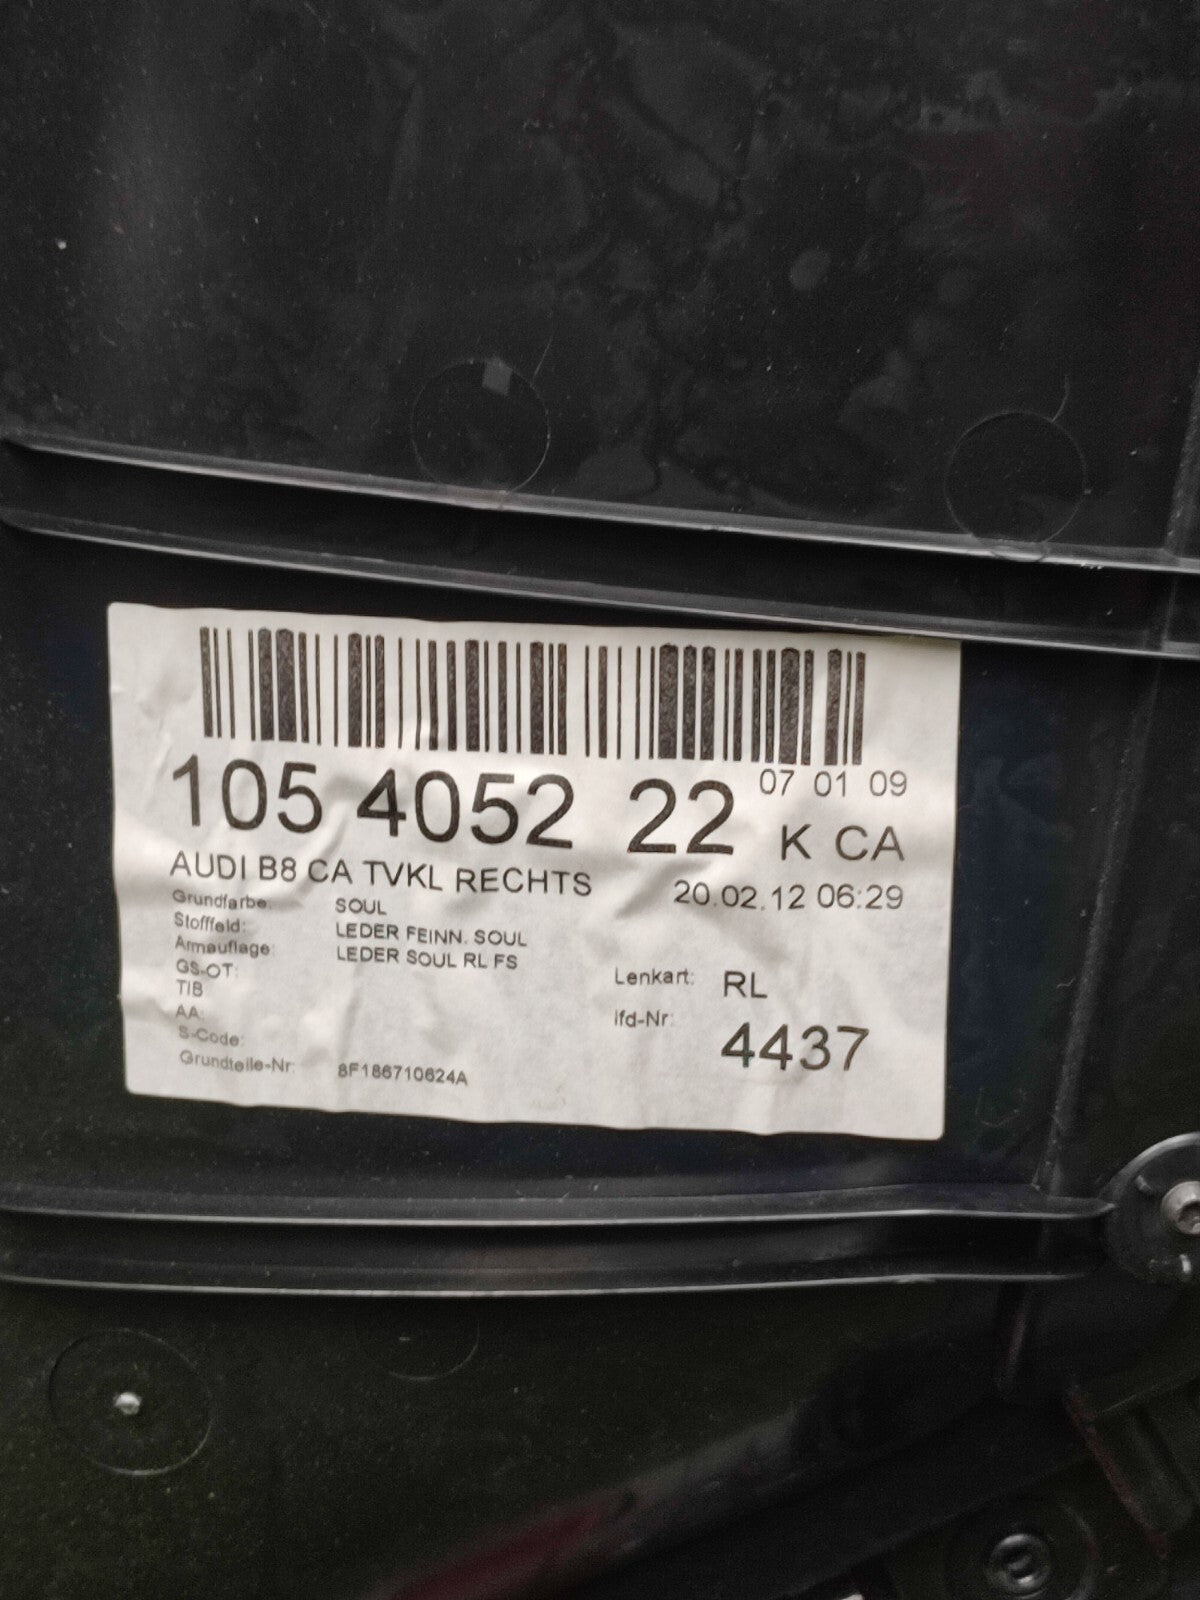 105 4052 22 07 01 09
K CA
AUDI B8 CA TVKL RECHTS 20.02.12 06:29
Grundfarbe: SOUL
Stofffeld: LEDER FEINN. SOUL
Armauflage: LEDER SOUL RL FS
GS-OT: Lenkart: RL
TIB
AA: lfd-Nr: 4437
S-Code:
Grundteile-Nr: 8F186710624A